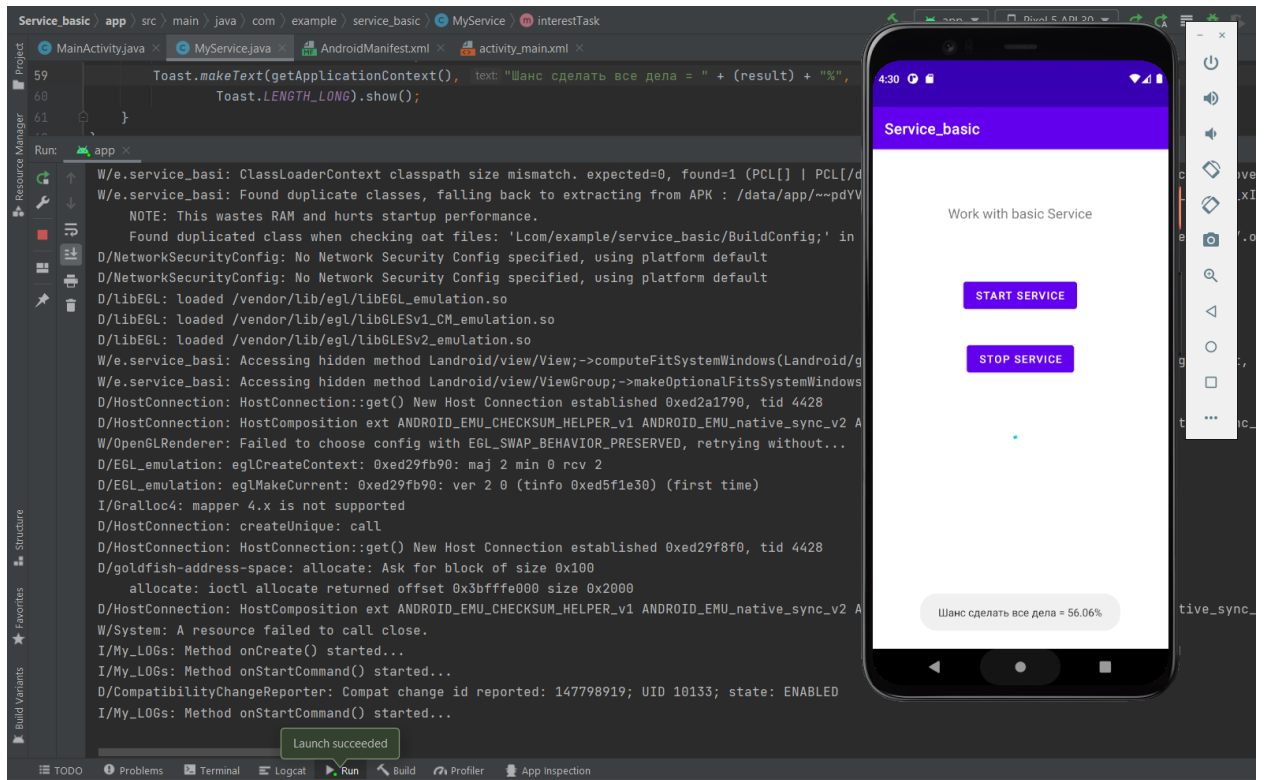 Service_basic > app > src > main > java > com > example > service_basic > MyService > interestTask
app
Pixel 5 API 30
MainActivity.java
MyService.java
AndroidManifest.xml
activity_main.xml
59 Toast.makeText(getApplicationContext(), text: "Шанс сделать все дела = " + (result) + "%",
60 Toast.LENGTH_LONG).show();
61 }
Run: app
W/e.service_basi: ClassLoaderContext classpath size mismatch. expected=0, found=1 (PCL[] | PCL[/d
W/e.service_basi: Found duplicate classes, falling back to extracting from APK : /data/app/~~pdYV
NOTE: This wastes RAM and hurts startup performance.
Found duplicated class when checking oat files: 'Lcom/example/service_basic/BuildConfig;' in
D/NetworkSecurityConfig: No Network Security Config specified, using platform default
D/NetworkSecurityConfig: No Network Security Config specified, using platform default
D/libEGL: loaded /vendor/lib/egl/libEGL_emulation.so
D/libEGL: loaded /vendor/lib/egl/libGLESv1_CM_emulation.so
D/libEGL: loaded /vendor/lib/egl/libGLESv2_emulation.so
W/e.service_basi: Accessing hidden method Landroid/view/View;->computeFitSystemWindows(Landroid/g
W/e.service_basi: Accessing hidden method Landroid/view/ViewGroup;->makeOptionalFitsSystemWindows
D/HostConnection: HostConnection::get() New Host Connection established 0xed2a1790, tid 4428
D/HostConnection: HostComposition ext ANDROID_EMU_CHECKSUM_HELPER_v1 ANDROID_EMU_native_sync_v2 A
W/OpenGLRenderer: Failed to choose config with EGL_SWAP_BEHAVIOR_PRESERVED, retrying without...
D/EGL_emulation: eglCreateContext: 0xed29fb90: maj 2 min 0 rcv 2
D/EGL_emulation: eglMakeCurrent: 0xed29fb90: ver 2 0 (tinfo 0xed5f1e30) (first time)
I/Gralloc4: mapper 4.x is not supported
D/HostConnection: createUnique: call
D/HostConnection: HostConnection::get() New Host Connection established 0xed29f8f0, tid 4428
D/goldfish-address-space: allocate: Ask for block of size 0x100
allocate: ioctl allocate returned offset 0x3bfffe000 size 0x2000
D/HostConnection: HostComposition ext ANDROID_EMU_CHECKSUM_HELPER_v1 ANDROID_EMU_native_sync_v2 A
tive_sync_
W/System: A resource failed to call close.
I/My_LOGs: Method onCreate() started...
I/My_LOGs: Method onStartCommand() started...
D/CompatibilityChangeReporter: Compat change id reported: 147798919; UID 10133; state: ENABLED
I/My_LOGs: Method onStartCommand() started...
Launch succeeded
4:30
Service_basic
Work with basic Service
START SERVICE
STOP SERVICE
Шанс сделать все дела = 56.06%
Project
Resource Manager
Structure
Favorites
Build Variants
TODO
Problems
Terminal
Logcat
Run
Build
Profiler
App Inspection